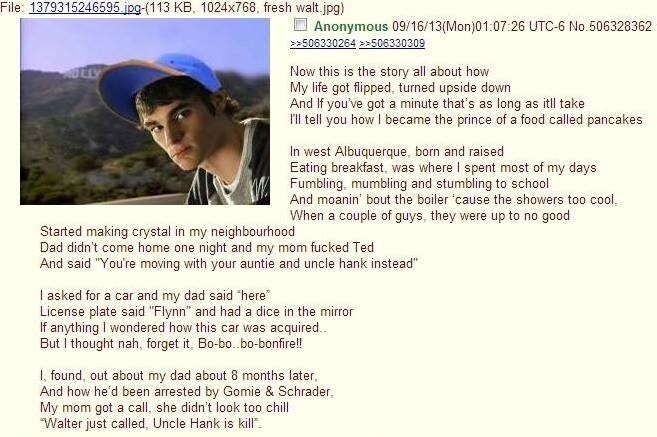 File: 1379315246595.jpg-(113 KB, 1024x768, fresh walt.jpg)
Anonymous 09/16/13(Mon)01:07:26 UTC-6 No.506328362
>>506330264 >>506330309
Now this is the story all about how
My life got flipped, turned upside down
And If you've got a minute that's as long as itll take
I'll tell you how I became the prince of a food called pancakes
In west Albuquerque, born and raised
Eating breakfast, was where I spent most of my days
Fumbling, mumbling and stumbling to school
And moanin' bout the boiler 'cause the showers too cool,
When a couple of guys, they were up to no good
Started making crystal in my neighbourhood
Dad didn't come home one night and my mom fucked Ted
And said "You're moving with your auntie and uncle hank instead"
I asked for a car and my dad said "here"
License plate said "Flynn" and had a dice in the mirror
If anything I wondered how this car was acquired..
But I thought nah, forget it, Bo-bo..bo-bonfire!!
I, found, out about my dad about 8 months later,
And how he'd been arrested by Gomie & Schrader,
My mom got a call, she didn't look too chill
"Walter just called, Uncle Hank is kill".